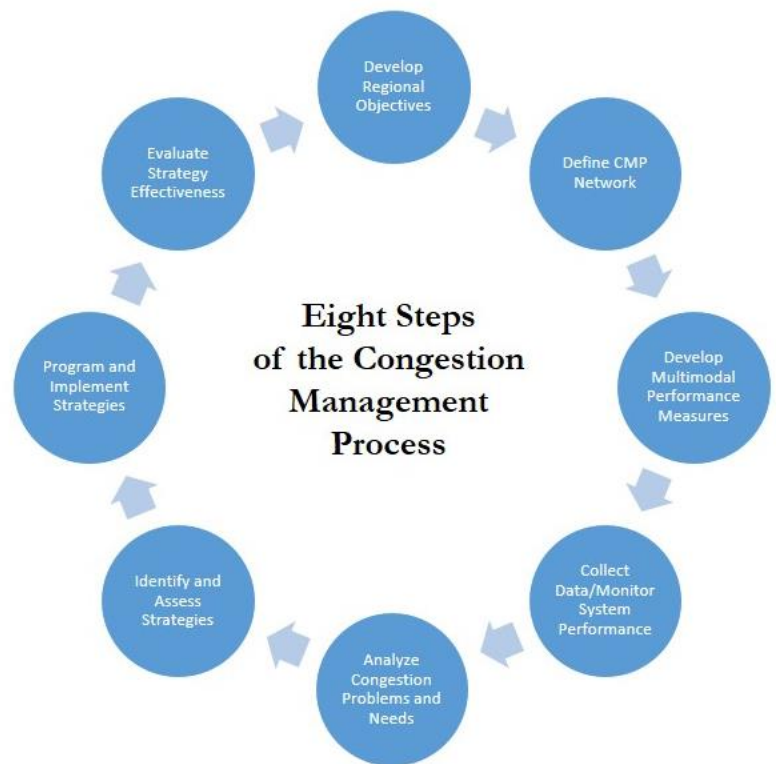 Develop
Regional
Objectives
Define CMP
Network
Develop
Multimodal
Performance
Measures
Collect
Data/Monitor
System
Performance
Analyze
Congestion
Problems and
Needs
Identify and
Assess
Strategies
Program and
Implement
Strategies
Evaluate
Strategy
Effectiveness
Eight Steps
of the Congestion
Management
Process